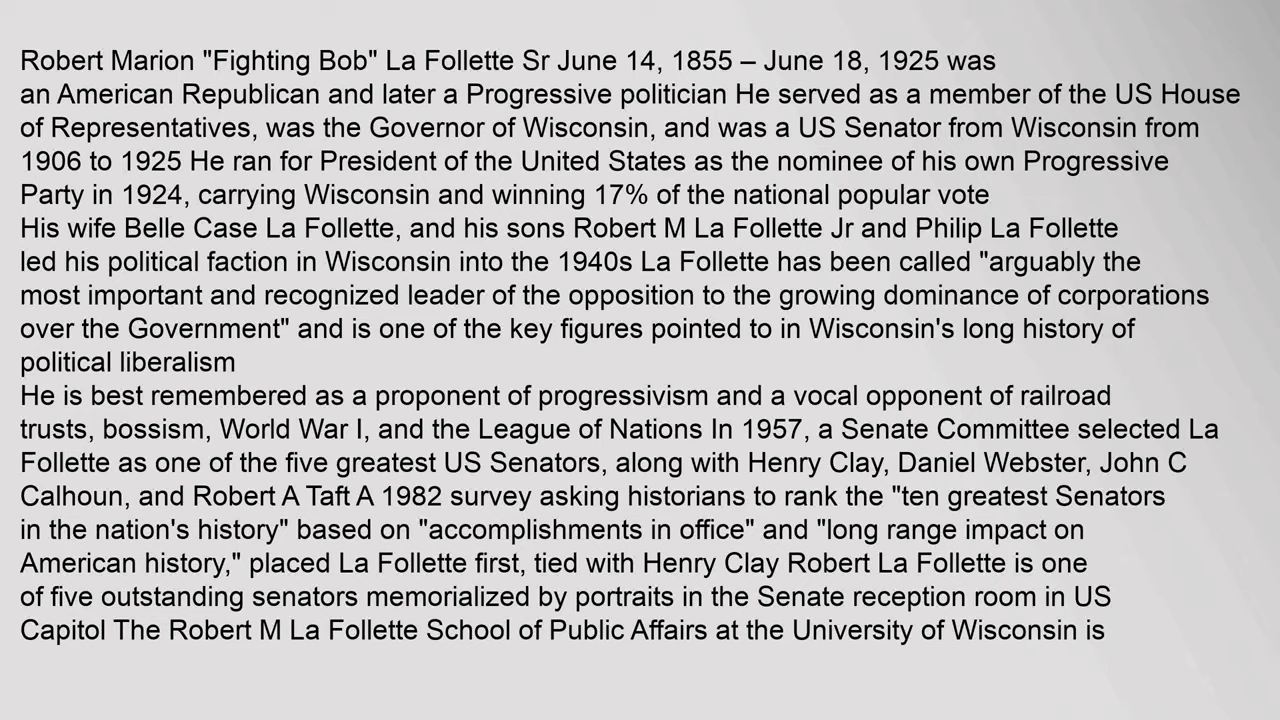 Robert Marion "Fighting Bob" La Follette Sr June 14, 1855 – June 18, 1925 was
an American Republican and later a Progressive politician He served as a member of the US House
of Representatives, was the Governor of Wisconsin, and was a US Senator from Wisconsin from
1906 to 1925 He ran for President of the United States as the nominee of his own Progressive
Party in 1924, carrying Wisconsin and winning 17% of the national popular vote
His wife Belle Case La Follette, and his sons Robert M La Follette Jr and Philip La Follette
led his political faction in Wisconsin into the 1940s La Follette has been called "arguably the
most important and recognized leader of the opposition to the growing dominance of corporations
over the Government" and is one of the key figures pointed to in Wisconsin's long history of
political liberalism
He is best remembered as a proponent of progressivism and a vocal opponent of railroad
trusts, bossism, World War I, and the League of Nations In 1957, a Senate Committee selected La
Follette as one of the five greatest US Senators, along with Henry Clay, Daniel Webster, John C
Calhoun, and Robert A Taft A 1982 survey asking historians to rank the "ten greatest Senators
in the nation's history" based on "accomplishments in office" and "long range impact on
American history," placed La Follette first, tied with Henry Clay Robert La Follette is one
of five outstanding senators memorialized by portraits in the Senate reception room in US
Capitol The Robert M La Follette School of Public Affairs at the University of Wisconsin is